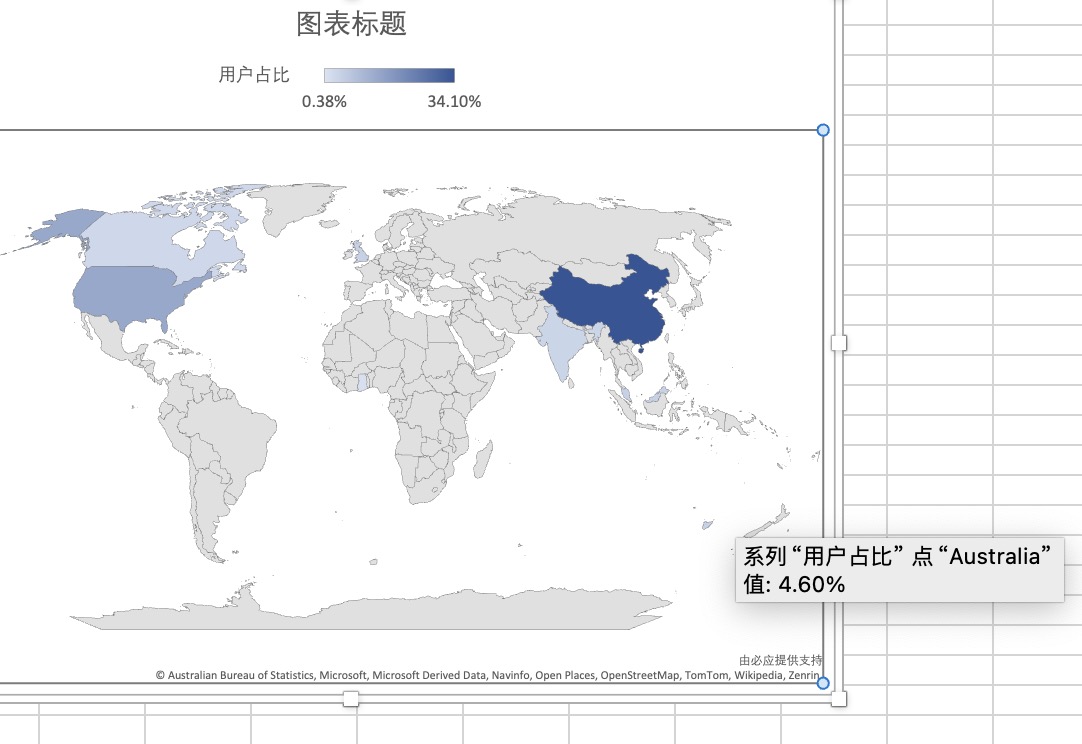 图表标题
用户占比
0.38% 34.10%
系列“用户占比”点“Australia”
值: 4.60%
由必应提供支持
© Australian Bureau of Statistics, Microsoft, Microsoft Derived Data, Navinfo, Open Places, OpenStreetMap, TomTom, Wikipedia, Zenrin